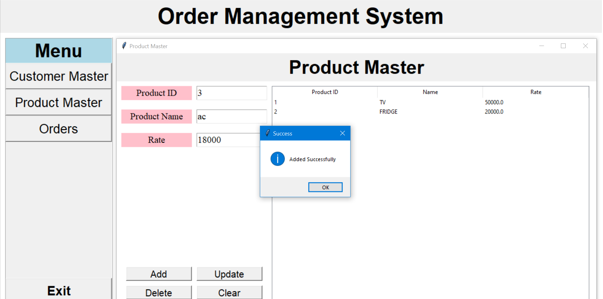 Order Management System
Menu
Customer Master
Product Master
Orders
Exit
Product Master
Product Master
Product ID
3
Product Name
ac
Rate
18000
Add
Update
Delete
Clear
Product ID Name Rate
1 TV 50000.0
2 FRIDGE 20000.0
Success
Added Successfully
OK